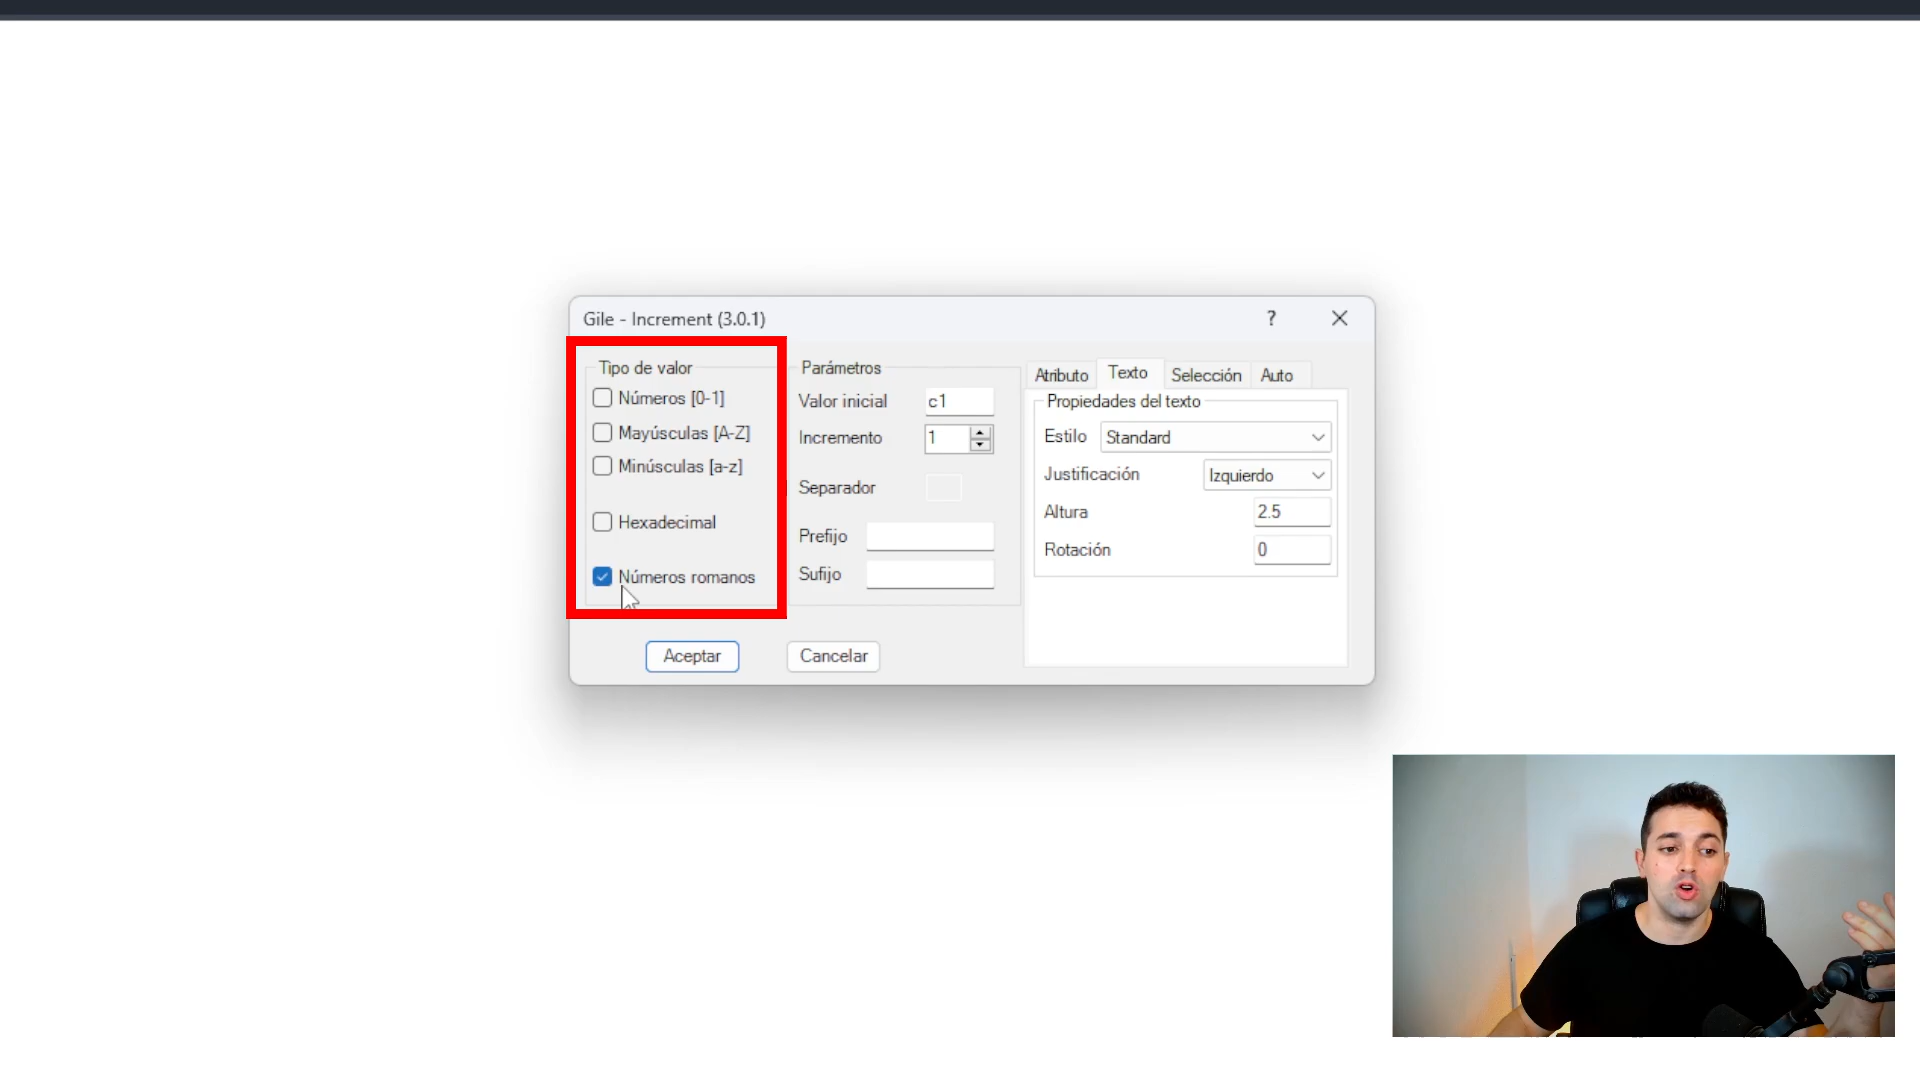 Gile - Increment (3.0.1)
?
Tipo de valor
Números [0-1]
Mayúsculas [A-Z]
Minúsculas [a-z]
Hexadecimal
Números romanos
Parámetros
Valor inicial c1
Incremento 1
Separador
Prefijo
Sufijo
Atributo Texto Selección Auto
Propiedades del texto
Estilo Standard
Justificación Izquierdo
Altura 2.5
Rotación 0
Aceptar Cancelar